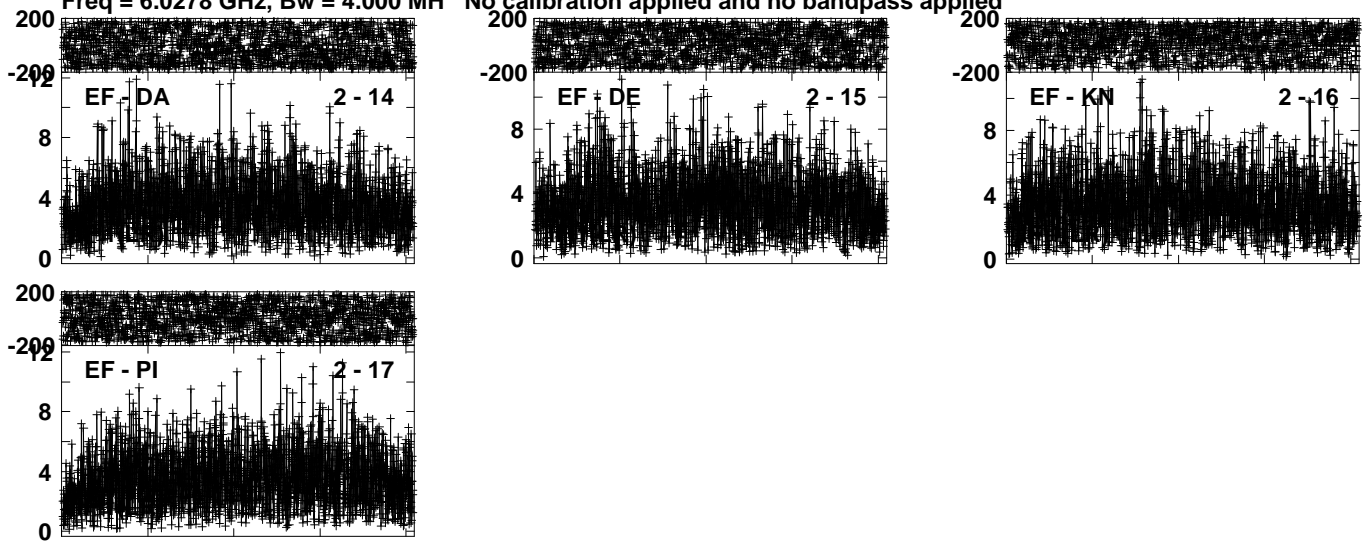 Freq = 6.0278 GHz, Bw = 4.000 MH No calibration applied and no bandpass applied
200 200 200
-200 -200 -200
12
EF - DA 2 - 14 EF - DE 2 - 15 EF - KN 2 - 16
8 8 8
4 4 4
0 0 0
200
-200
12
EF - PI 2 - 17
8
4
0